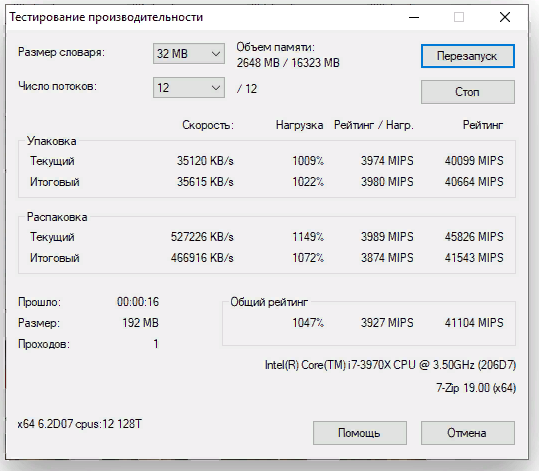 Тестирование производительности
Размер словаря: 32 MB Объем памяти: Перезапуск
2648 MB / 16323 MB
Число потоков: 12 / 12 Стоп
Скорость: Нагрузка Рейтинг / Нагр. Рейтинг
Упаковка
Текущий 35120 KB/s 1009% 3974 MIPS 40099 MIPS
Итоговый 35615 KB/s 1022% 3980 MIPS 40664 MIPS
Распаковка
Текущий 527226 KB/s 1149% 3989 MIPS 45826 MIPS
Итоговый 466916 KB/s 1072% 3874 MIPS 41543 MIPS
Прошло: 00:00:16 Общий рейтинг
Размер: 192 MB 1047% 3927 MIPS 41104 MIPS
Проходов: 1
Intel(R) Core(TM) i7-3970X CPU @ 3.50GHz (206D7)
7-Zip 19.00 (x64)
x64 6.2D07 cpus:12 128T
Помощь Отмена